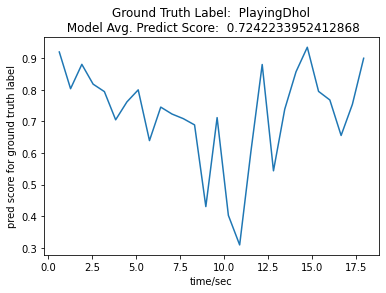 Ground Truth Label:  PlayingDhol
Model Avg. Predict Score:  0.7242233952412868
pred score for ground truth label
0.9
0.8
0.7
0.6
0.5
0.4
0.3
0.0 2.5 5.0 7.5 10.0 12.5 15.0 17.5
time/sec